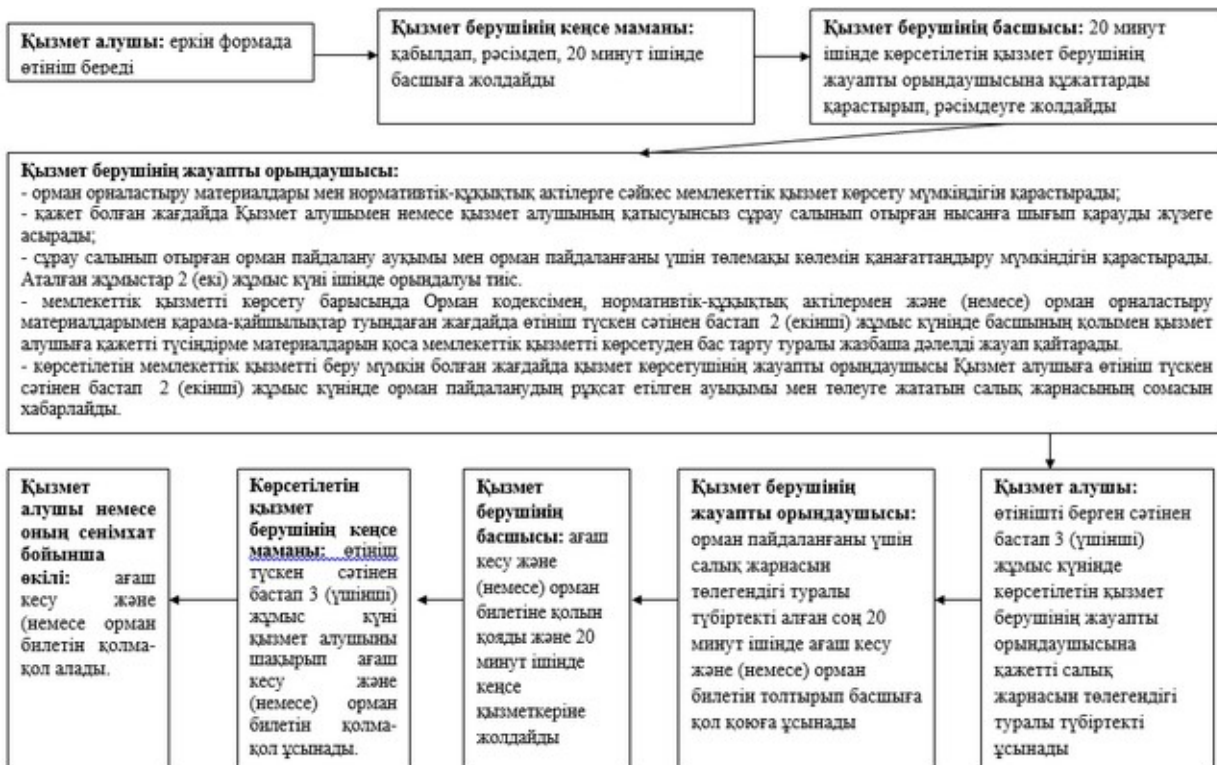 Қызмет алушы: еркін формада
өтініш береді
Қызмет берушінің кеңсе маманы:
қабылдап, рәсімдеп, 20 минут ішінде
басшыға жолдайды
Қызмет берушінің басшысы: 20 минут
ішінде көрсетілетін қызмет берушінің
жауапты орындаушысына құжаттарды
қарастырып, рәсімдеуге жолдайды
Қызмет берушінің жауапты орындаушысы:
- орман орналастыру материалдары мен нормативтік-құқықтық актілерге сәйкес мемлекеттік қызмет көрсету мүмкіндігін қарастырады;
- қажет болған жағдайда Қызмет алушымен немесе қызмет алушының қатысуынсыз сұрау салынып отырған нысанға шығып қарауды жүзеге
асырады;
- сұрау салынып отырған орман пайдалану ауқымы мен орман пайдаланғаны үшін төлемақы көлемін қанағаттандыру мүмкіндігін қарастырады.
Аталған жұмыстар 2 (екі) жұмыс күні ішінде орындалуы тиіс.
- мемлекеттік қызметті көрсету барысында Орман кодексімен, нормативтік-құқықтық актілермен және (немесе) орман орналастыру
материалдарымен қарама-қайшылықтар туындаған жағдайда өтініш түскен сәтінен бастап 2 (екінші) жұмыс күнінде басшының қолымен қызмет
алушыға қажетті түсіндірме материалдарын қоса мемлекеттік қызметті көрсетуден бас тарту туралы жазбаша дәлелді жауап қайтарады.
- көрсетілетін мемлекеттік қызметті беру мүмкін болған жағдайда қызмет көрсетушінің жауапты орындаушысы Қызмет алушыға өтініш түскен
сәтінен бастап 2 (екінші) жұмыс күнінде орман пайдаланудың рұқсат етілген ауықымы мен төлеуге жататын салық жарнасының сомасын
хабарлайды.
Қызмет алушы:
өтінішті берген сәтінен
бастап 3 (үшінші)
жұмыс күнінде
көрсетілетін қызмет
берушінің жауапты
орындаушысына
қажетті салық
жарнасын төлегендігі
туралы түбіртекті
ұсынады
Қызмет берушінің
жауапты орындаушысы:
орман пайдаланғаны үшін
салық жарнасын
төлегендігі туралы
түбіртекті алған соң 20
минут ішінде ағаш кесу
және (немесе) орман
билетін толтырып басшыға
қол қоюға ұсынады
Қызмет
берушінің
басшысы: ағаш
кесу және
(немесе) орман
билетіне қолын
қояды және 20
минут ішінде
кеңсе
қызметкеріне
жолдайды
Көрсетілетін
қызмет
берушінің кеңсе
маманы: өтініш
түскен сәтінен
бастап 3 (үшінші)
жұмыс күні
қызмет алушыны
шақырып ағаш
кесу және
(немесе) орман
билетін қолма-
қол ұсынады.
Қызмет
алушы немесе
оның сенімхат
бойынша
өкілі: ағаш
кесу және
(немесе орман
билетін қолма-
қол алады.